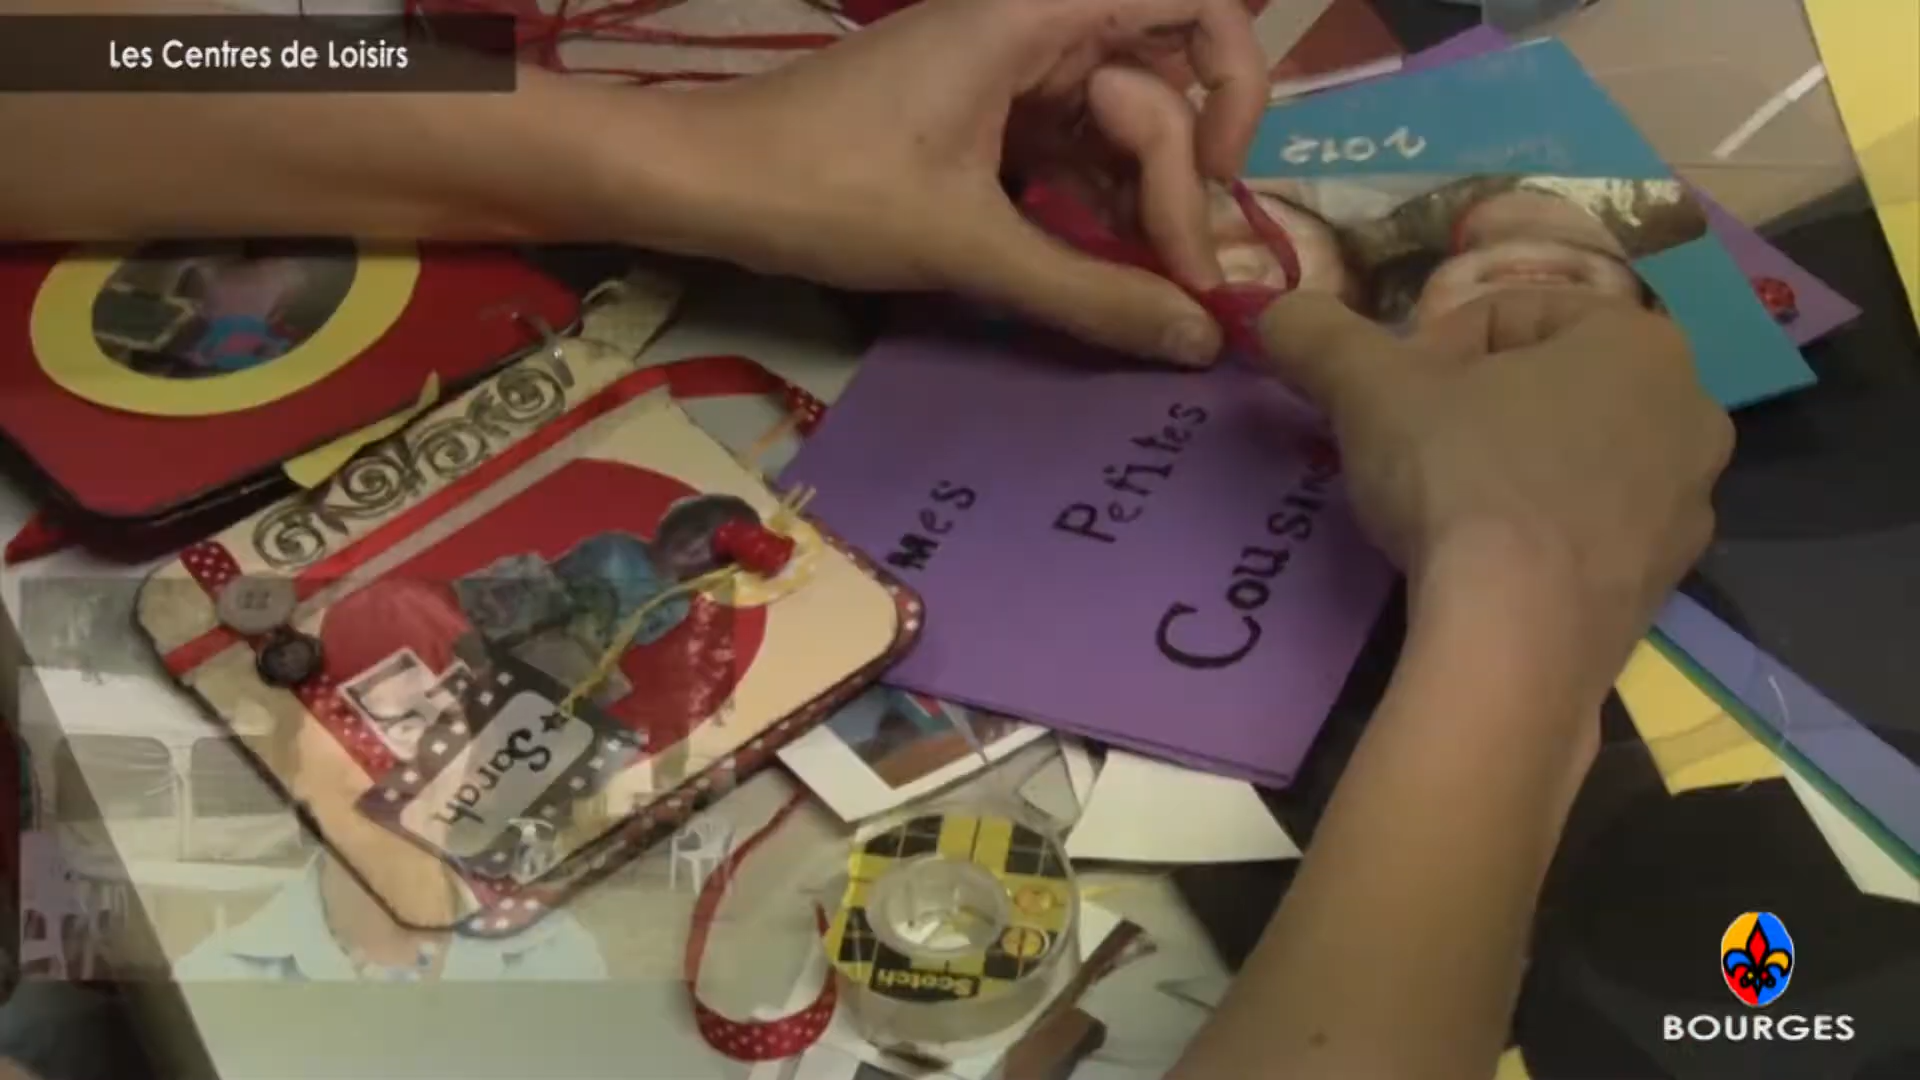 Les Centres de Loisirs
2012
Mes
Petites
Cousin
Sarah
Scotch
BOURGES